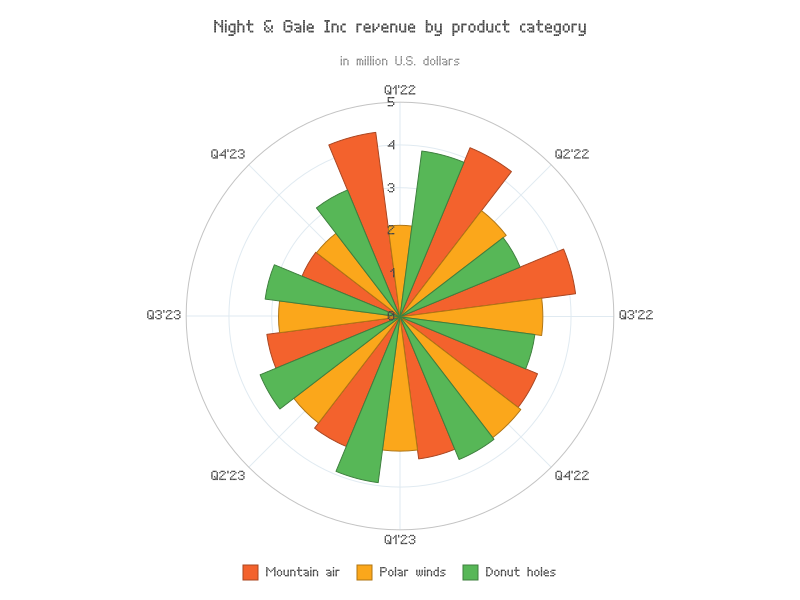 Night & Gale Inc revenue by product category
in million U.S. dollars
Q1'22
5
Q4'23
4
Q2'22
3
2
1
Q3'23
0
Q3'22
Q2'23
Q4'22
Q1'23
Mountain air
Polar winds
Donut holes